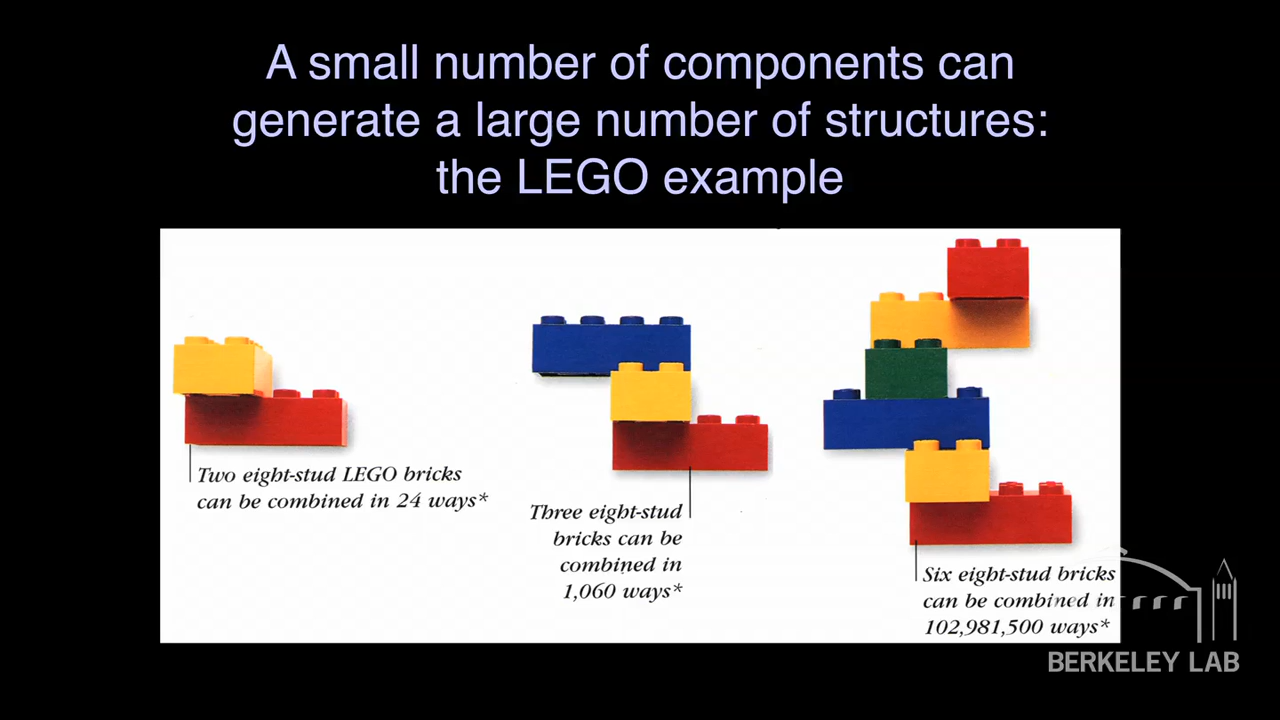 A small number of components can
generate a large number of structures:
the LEGO example
Two eight-stud LEGO bricks
can be combined in 24 ways*
Three eight-stud
bricks can be
combined in
1,060 ways*
Six eight-stud bricks
can be combined in
102,981,500 ways*
BERKELEY LAB